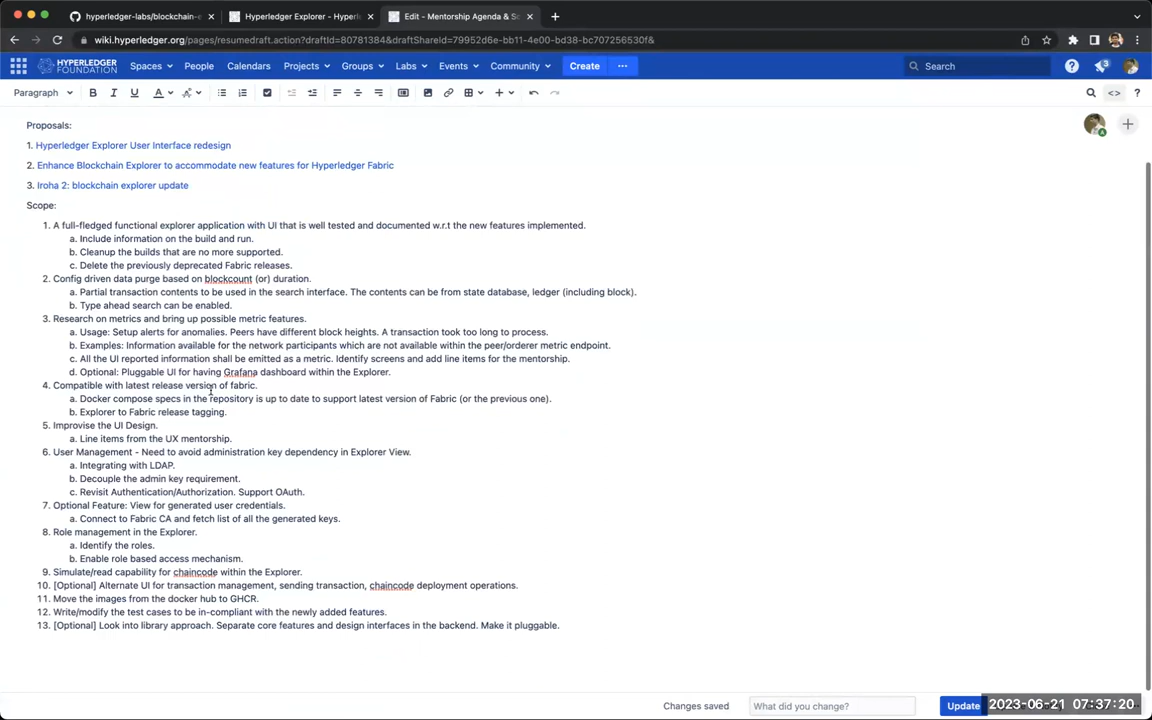 hyperledger-labs/blockchain-e
Hyperledger Explorer - Hyperle
Edit - Mentorship Agenda & Sc
wiki.hyperledger.org/pages/resumedraft.action?draftId=80781384&draftShareId=79952d6e-bb11-4e00-bd38-bc707256530f&
HYPERLEDGER FOUNDATION Spaces People Calendars Projects Groups Labs Events Community Create Search 3
Paragraph B I U A
Proposals:
1. Hyperledger Explorer User Interface redesign
2. Enhance Blockchain Explorer to accommodate new features for Hyperledger Fabric
3. Iroha 2: blockchain explorer update
Scope:
1. A full-fledged functional explorer application with UI that is well tested and documented w.r.t the new features implemented.
a. Include information on the build and run.
b. Cleanup the builds that are no more supported.
c. Delete the previously deprecated Fabric releases.
2. Config driven data purge based on blockcount (or) duration.
a. Partial transaction contents to be used in the search interface. The contents can be from state database, ledger (including block).
b. Type ahead search can be enabled.
3. Research on metrics and bring up possible metric features.
a. Usage: Setup alerts for anomalies. Peers have different block heights. A transaction took too long to process.
b. Examples: Information available for the network participants which are not available within the peer/orderer metric endpoint.
c. All the UI reported information shall be emitted as a metric. Identify screens and add line items for the mentorship.
d. Optional: Pluggable UI for having Grafana dashboard within the Explorer.
4. Compatible with latest release version of fabric.
a. Docker compose specs in the repository is up to date to support latest version of Fabric (or the previous one).
b. Explorer to Fabric release tagging.
5. Improvise the UI Design.
a. Line items from the UX mentorship.
6. User Management - Need to avoid administration key dependency in Explorer View.
a. Integrating with LDAP.
b. Decouple the admin key requirement.
c. Revisit Authentication/Authorization. Support OAuth.
7. Optional Feature: View for generated user credentials.
a. Connect to Fabric CA and fetch list of all the generated keys.
8. Role management in the Explorer.
a. Identify the roles.
b. Enable role based access mechanism.
9. Simulate/read capability for chaincode within the Explorer.
10. [Optional] Alternate UI for transaction management, sending transaction, chaincode deployment operations.
11. Move the images from the docker hub to GHCR.
12. Write/modify the test cases to be in-compliant with the newly added features.
13. [Optional] Look into library approach. Separate core features and design interfaces in the backend. Make it pluggable.
Changes saved What did you change? Update 2023-06-21 07:37:20